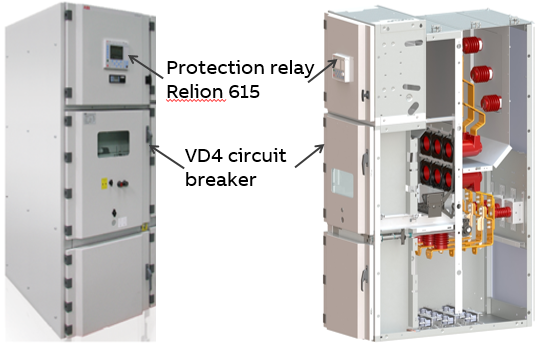 Protection relay
Relion 615
VD4 circuit
breaker